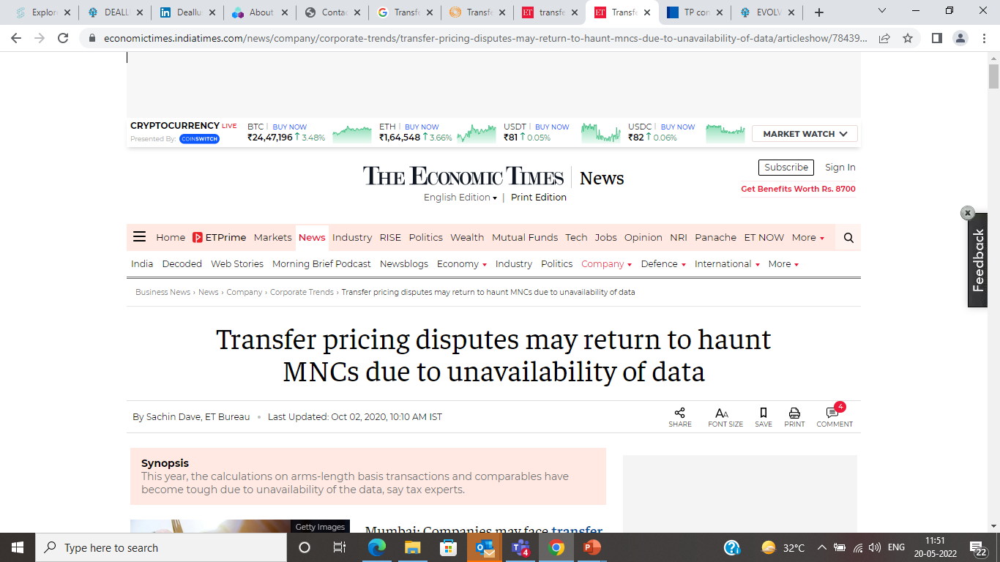 Explor
DEALL
Deallu
About
Contac
Transfe
Transfe
transfe
Transfe
TP con
EVOLV
economictimes.indiatimes.com/news/company/corporate-trends/transfer-pricing-disputes-may-return-to-haunt-mncs-due-to-unavailability-of-data/articleshow/78439...
CRYPTOCURRENCY LIVE
Presented By: COINSWITCH
BTC | BUY NOW
₹24,47,196 ↑ 3.48%
ETH | BUY NOW
₹1,64,548 ↑ 3.66%
USDT | BUY NOW
₹81 ↑ 0.05%
USDC | BUY NOW
₹82 ↑ 0.06%
MARKET WATCH
Subscribe Sign In
THE ECONOMIC TIMES | News
Get Benefits Worth Rs. 8700
English Edition | Print Edition
Feedback
Home ETPrime Markets News Industry RISE Politics Wealth Mutual Funds Tech Jobs Opinion NRI Panache ET NOW More
India Decoded Web Stories Morning Brief Podcast Newsblogs Economy Industry Politics Company Defence International More
Business News › News › Company › Corporate Trends › Transfer pricing disputes may return to haunt MNCs due to unavailability of data
Transfer pricing disputes may return to haunt
MNCs due to unavailability of data
By Sachin Dave, ET Bureau • Last Updated: Oct 02, 2020, 10:10 AM IST
SHARE
FONT SIZE
SAVE
PRINT
4
COMMENT
Synopsis
This year, the calculations on arms-length basis transactions and comparables have
become tough due to unavailability of the data, say tax experts.
Getty Images
Mumbai: Companies may face transfer
Type here to search
4
32°C
ENG
11:51
20-05-2022
22